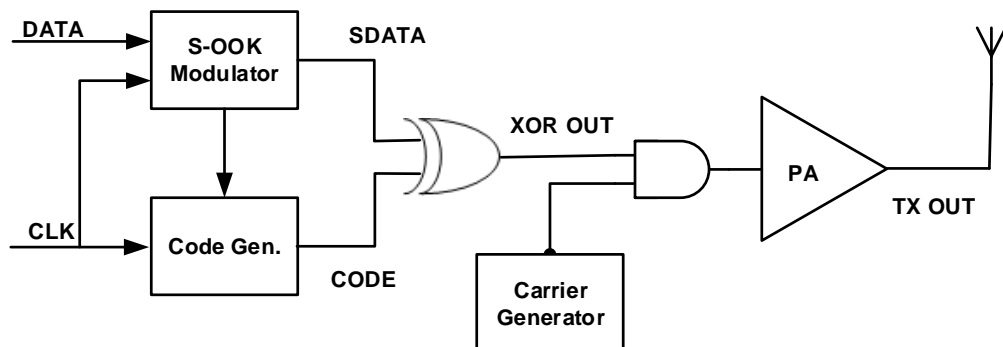 DATA
S-OOK
Modulator
SDATA
XOR OUT
PA
TX OUT
CLK
Code Gen.
CODE
Carrier
Generator